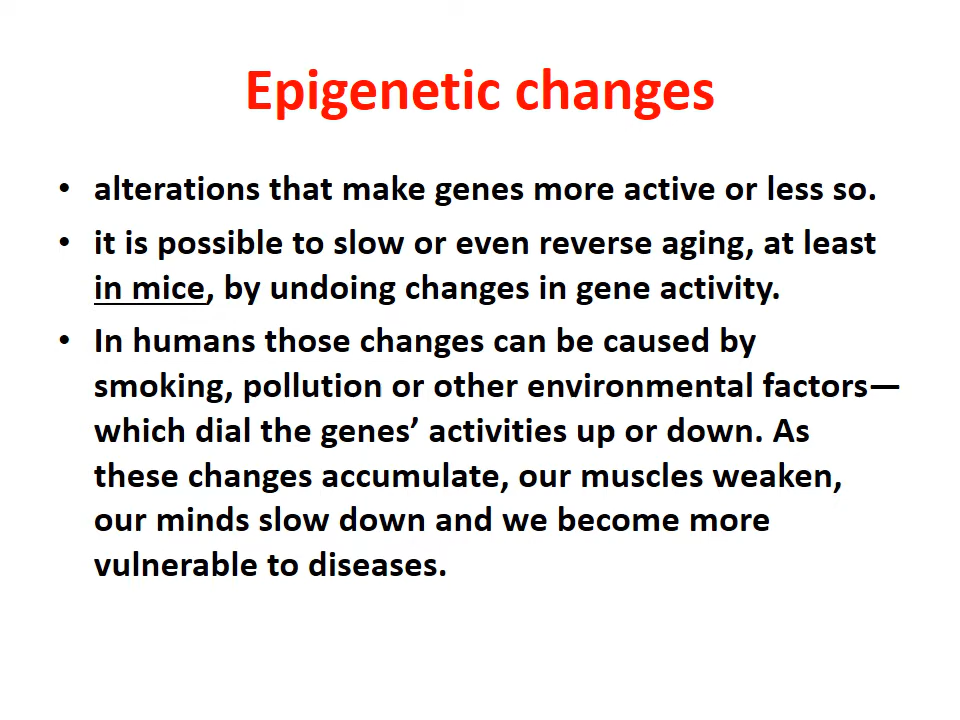 Epigenetic changes
• alterations that make genes more active or less so.
• it is possible to slow or even reverse aging, at least
in mice, by undoing changes in gene activity.
• In humans those changes can be caused by
smoking, pollution or other environmental factors—
which dial the genes’ activities up or down. As
these changes accumulate, our muscles weaken,
our minds slow down and we become more
vulnerable to diseases.